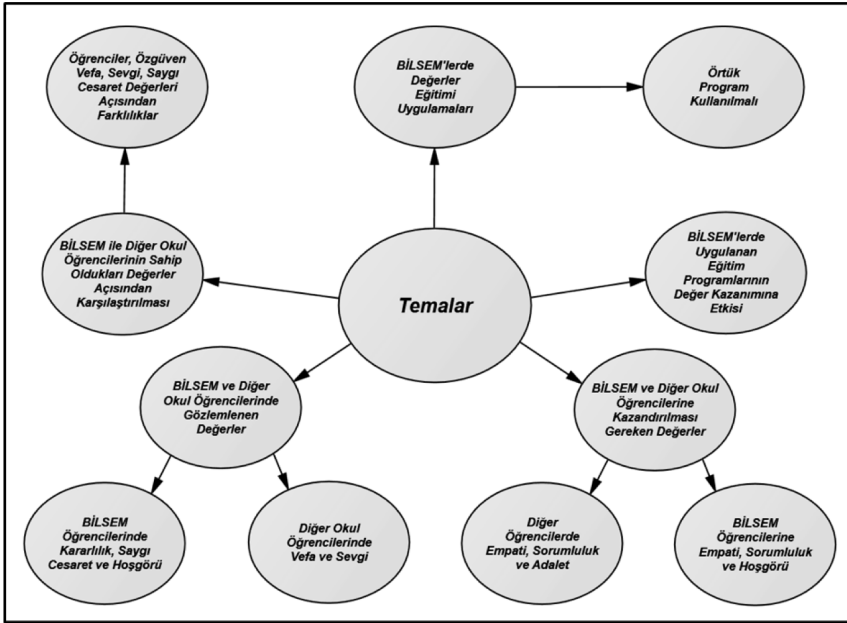 Öğrenciler, Özgüven
Vefa, Sevgi, Saygı
Cesaret Değerleri
Açısından
Farklılıklar
BİLSEM'lerde
Değerler
Eğitimi
Uygulamaları
Örtük
Program
Kullanılmalı
BİLSEM ile Diğer Okul
Öğrencilerinin Sahip
Oldukları Değerler
Açısından
Karşılaştırılması
Temalar
BİLSEM'lerde
Uygulanan
Eğitim
Programlarının
Değer Kazanımına
Etkisi
BİLSEM ve Diğer
Okul Öğrencilerinde
Gözlemlenen
Değerler
BİLSEM ve Diğer Okul
Öğrencilerine
Kazandırılması
Gereken Değerler
BİLSEM
Öğrencilerinde
Kararlılık, Saygı
Cesaret ve Hoşgörü
Diğer Okul
Öğrencilerinde
Vefa ve Sevgi
Diğer
Öğrencilerde
Empati, Sorumluluk
ve Adalet
BİLSEM
Öğrencilerine
Empati, Sorumluluk
ve Hoşgörü